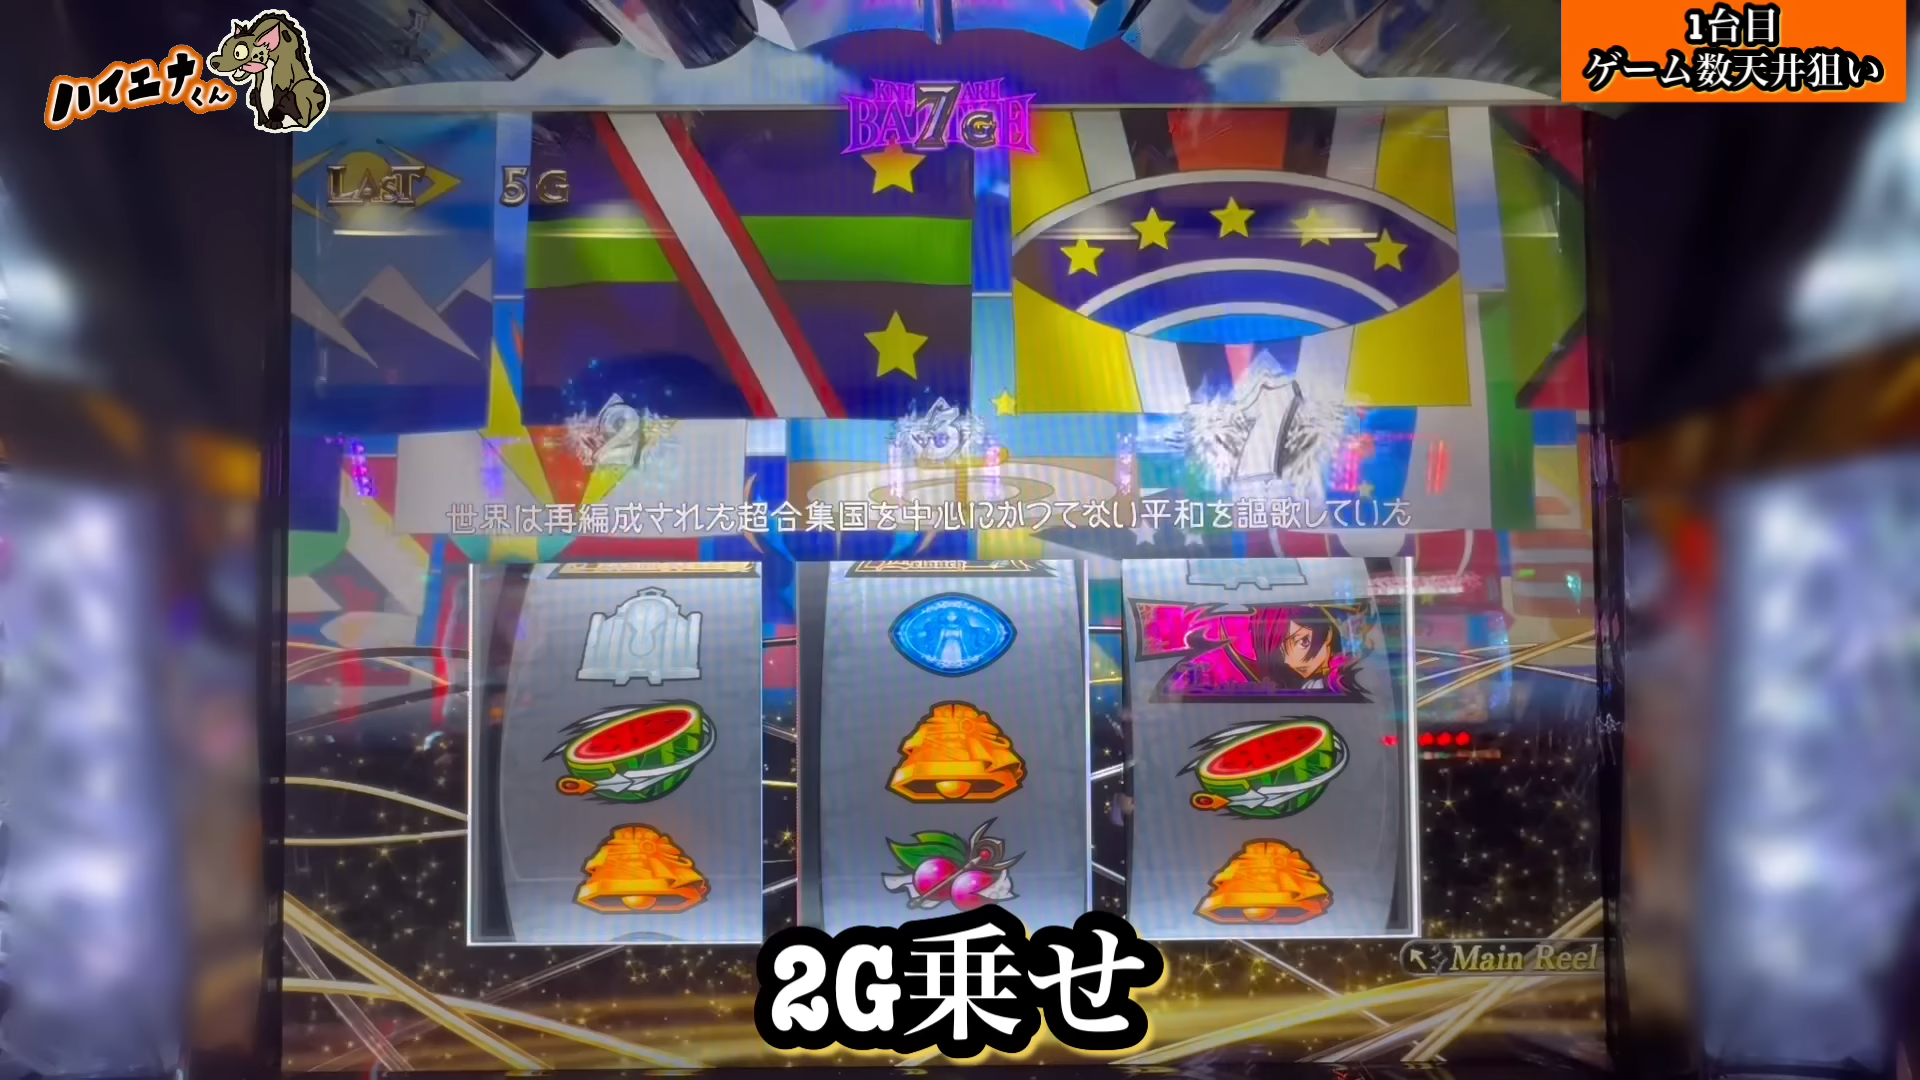 ハイエナくん
1台目
ゲーム数天井狙い
7G
LAST 5G
2 1
世界は再編成された超合集国を中心にかつてない平和を謳歌していた
Main Reel
2G乗せ